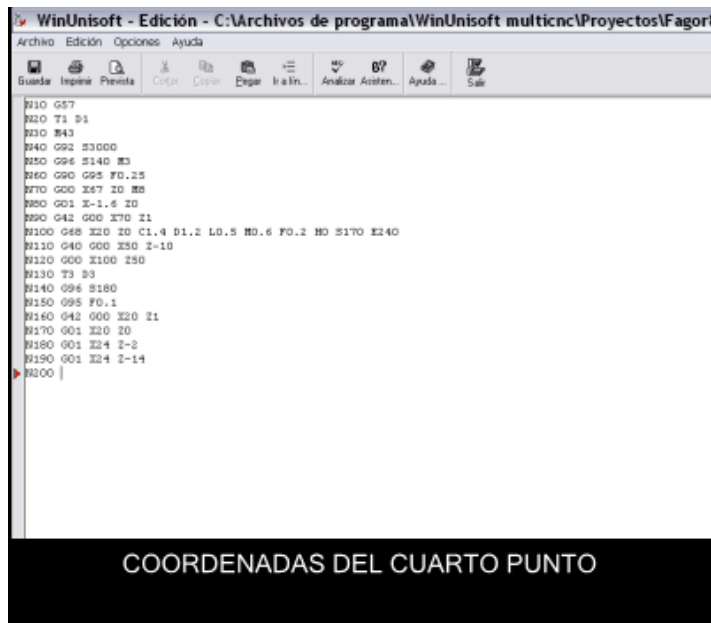 WinUnisoft - Edición - C:\Archivos de programa\WinUnisoft multicnc\Proyectos\Fagor8
Archivo Edición Opciones Ayuda
Guardar Imprimir Prevista Cortar Copiar Pegar Ir a lín... Analizar Asisten... Ayuda ... Salir
N10 G57
N20 T1 D1
N30 M43
N40 G92 S3000
N50 G96 S140 M3
N60 G90 G95 F0.25
N70 G00 X67 Z0 M8
N80 G01 X-1.6 Z0
N90 G42 G00 X70 Z1
N100 G68 X20 Z0 C1.4 D1.2 L0.5 M0.6 F0.2 H0 S170 E240
N110 G40 G00 X50 Z-10
N120 G00 X100 Z50
N130 T3 D3
N140 G96 S180
N150 G95 F0.1
N160 G42 G00 X20 Z1
N170 G01 X20 Z0
N180 G01 X24 Z-2
N190 G01 X24 Z-14
N200
COORDENADAS DEL CUARTO PUNTO